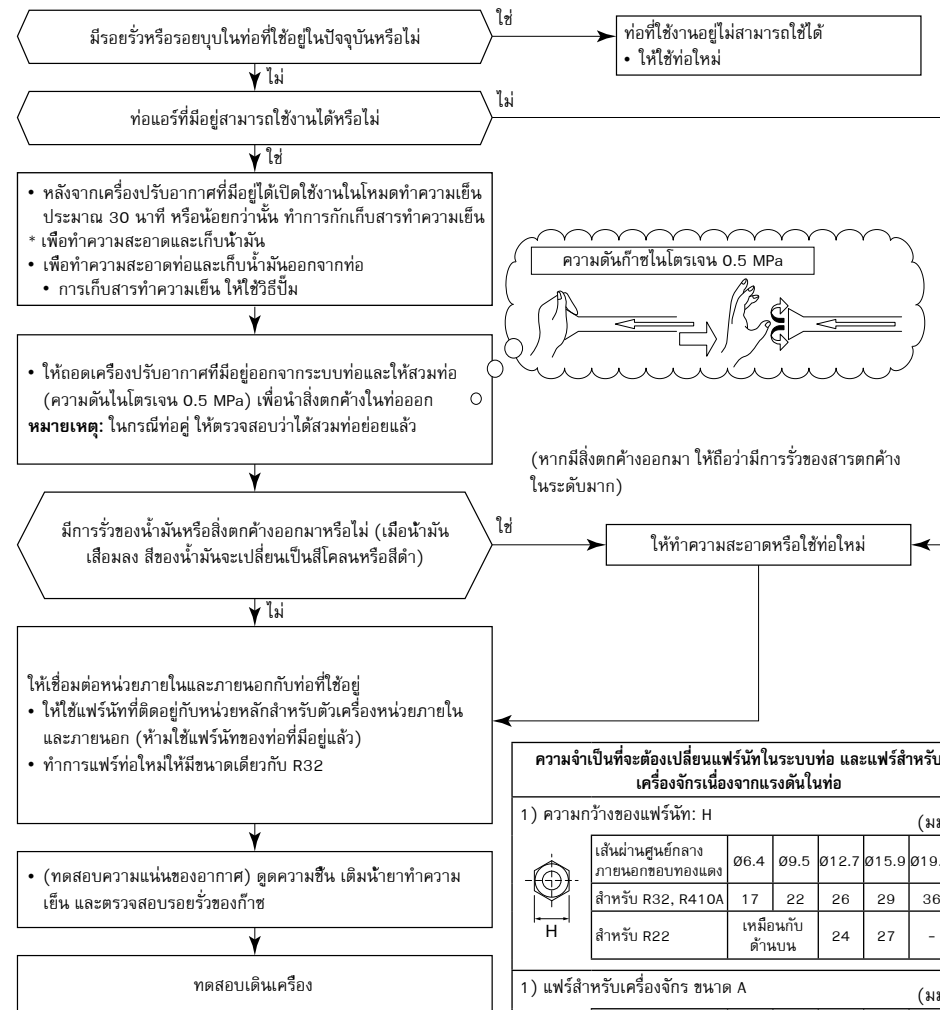 มีรอยรั่วหรือรอยบุบในท่อที่ใช้อยู่ในปัจจุบันหรือไม่
ใช่
ท่อที่ใช้งานอยู่ไม่สามารถใช้ได้
• ให้ใช้ท่อใหม่
ไม่
ท่อแอร์ที่มีอยู่สามารถใช้งานได้หรือไม่
ไม่
ใช่
• หลังจากเครื่องปรับอากาศที่มีอยู่ได้เปิดใช้งานในโหมดทำความเย็น
ประมาณ 30 นาที หรือน้อยกว่านั้น ทำการกักเก็บสารทำความเย็น
* เพื่อทำความสะอาดและเก็บน้ำมัน
• เพื่อทำความสะอาดท่อและเก็บน้ำมันออกจากท่อ
• การเก็บสารทำความเย็น ให้ใช้วิธีปั๊ม
ความดันก๊าซไนโตรเจน 0.5 MPa
• ให้ถอดเครื่องปรับอากาศที่มีอยู่ออกจากระบบท่อและให้สวมท่อ
(ความดันไนโตรเจน 0.5 MPa) เพื่อนำสิ่งตกค้างในท่อออก
หมายเหตุ: ในกรณีท่อคู่ ให้ตรวจสอบว่าได้สวมท่อย่อยแล้ว
(หากมีสิ่งตกค้างออกมา ให้ถือว่ามีการรั่วของสารตกค้าง
ในระดับมาก)
มีการรั่วของน้ำมันหรือสิ่งตกค้างออกมาหรือไม่ (เมื่อน้ำมัน
เสื่อมลง สีของน้ำมันจะเปลี่ยนเป็นสีโคลนหรือสีดำ)
ใช่
ให้ทำความสะอาดหรือใช้ท่อใหม่
ไม่
ให้เชื่อมต่อหน่วยภายในและภายนอกกับท่อที่ใช้อยู่
• ให้ใช้แฟร์นัทที่ติดอยู่กับหน่วยหลักสำหรับตัวเครื่องหน่วยภายใน
และภายนอก (ห้ามใช้แฟร์นัทของท่อที่มีอยู่แล้ว)
• ทำการแฟร์ท่อใหม่ให้มีขนาดเดียวกับ R32
• (ทดสอบความแน่นของอากาศ) ดูดความชื้น เติมน้ำยาทำความ
เย็น และตรวจสอบรอยรั่วของก๊าซ
ทดสอบเดินเครื่อง
ความจำเป็นที่จะต้องเปลี่ยนแฟร์นัทในระบบท่อ และแฟร์สำหรับ
เครื่องจักรเนื่องจากแรงดันในท่อ
1) ความกว้างของแฟร์นัท: H
(มม
เส้นผ่านศูนย์กลาง
ภายนอกขอบทองแดง
Ø6.4 Ø9.5 Ø12.7 Ø15.9 Ø19.
สำหรับ R32, R410A 17 22 26 29 36
สำหรับ R22 เหมือนกับ
ด้านบน 24 27 -
H
1) แฟร์สำหรับเครื่องจักร ขนาด A
(มม